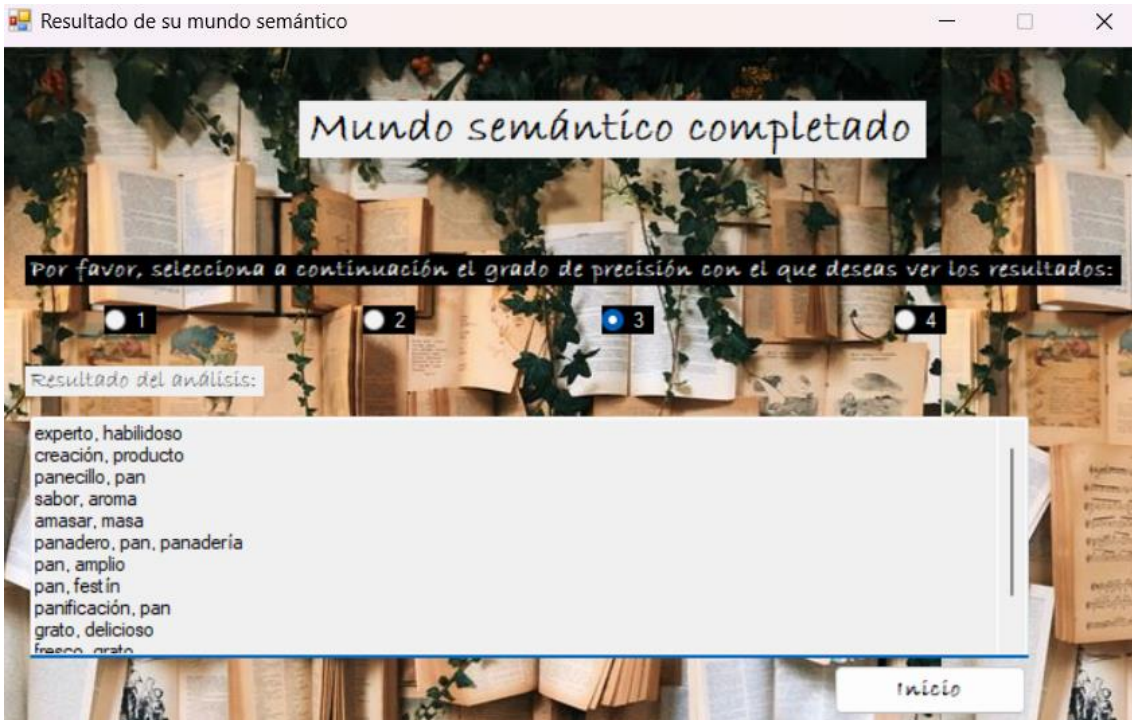 Resultado de su mundo semántico
Mundo semántico completado
Por favor, selecciona a continuación el grado de precisión con el que deseas ver los resultados:
1 2 3 4
Resultado del análisis:
experto, habilidoso
creación, producto
panecillo, pan
sabor, aroma
amasar, masa
panadero, pan, panadería
pan, amplio
pan, festín
panificación, pan
grato, delicioso
fresco, grato
Inicio